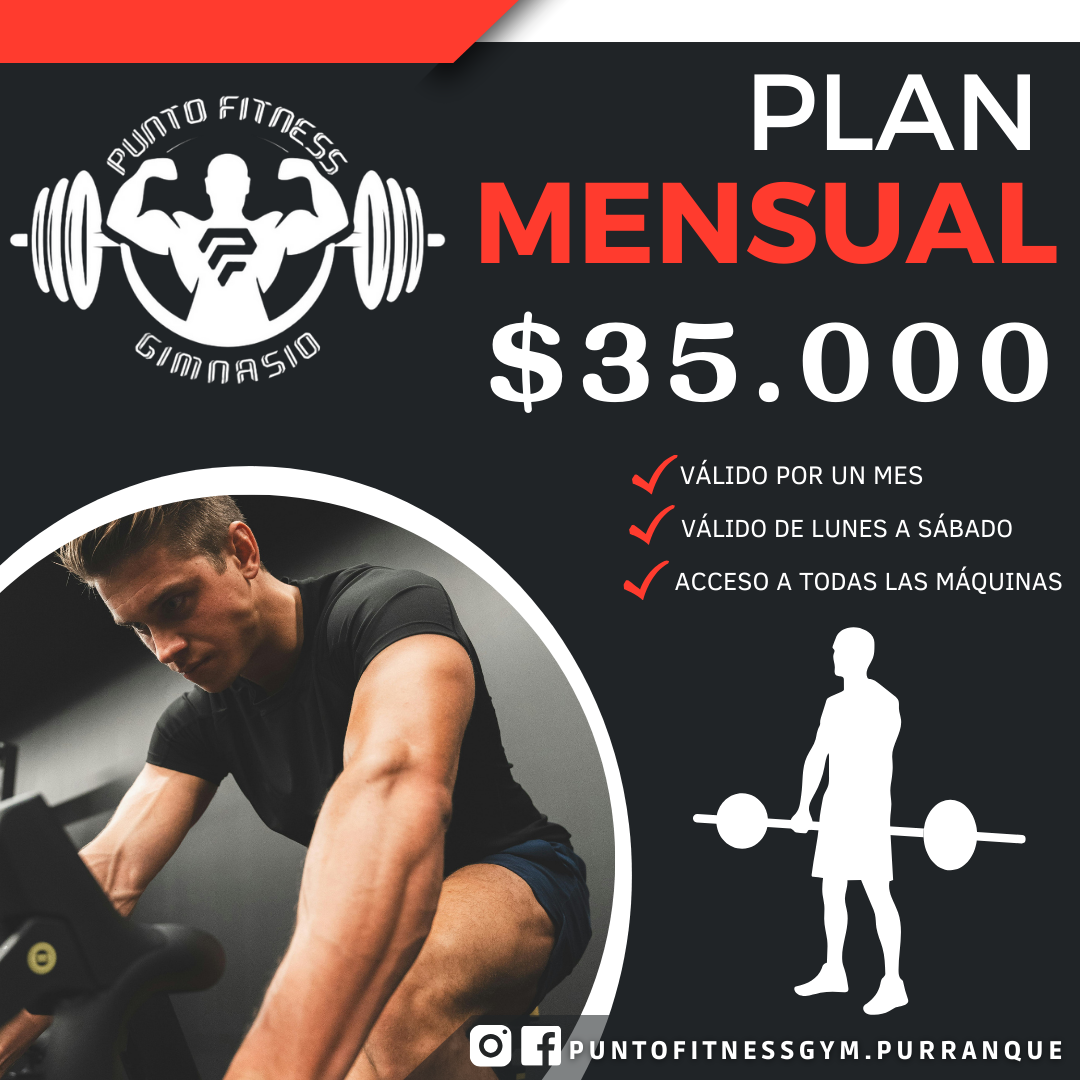 PUNTO FITNESS
GIMNASIO
PLAN
MENSUAL
$35.000
VÁLIDO POR UN MES
VÁLIDO DE LUNES A SÁBADO
ACCESO A TODAS LAS MÁQUINAS
PUNTOFITNESSGYM.PURRANQUE